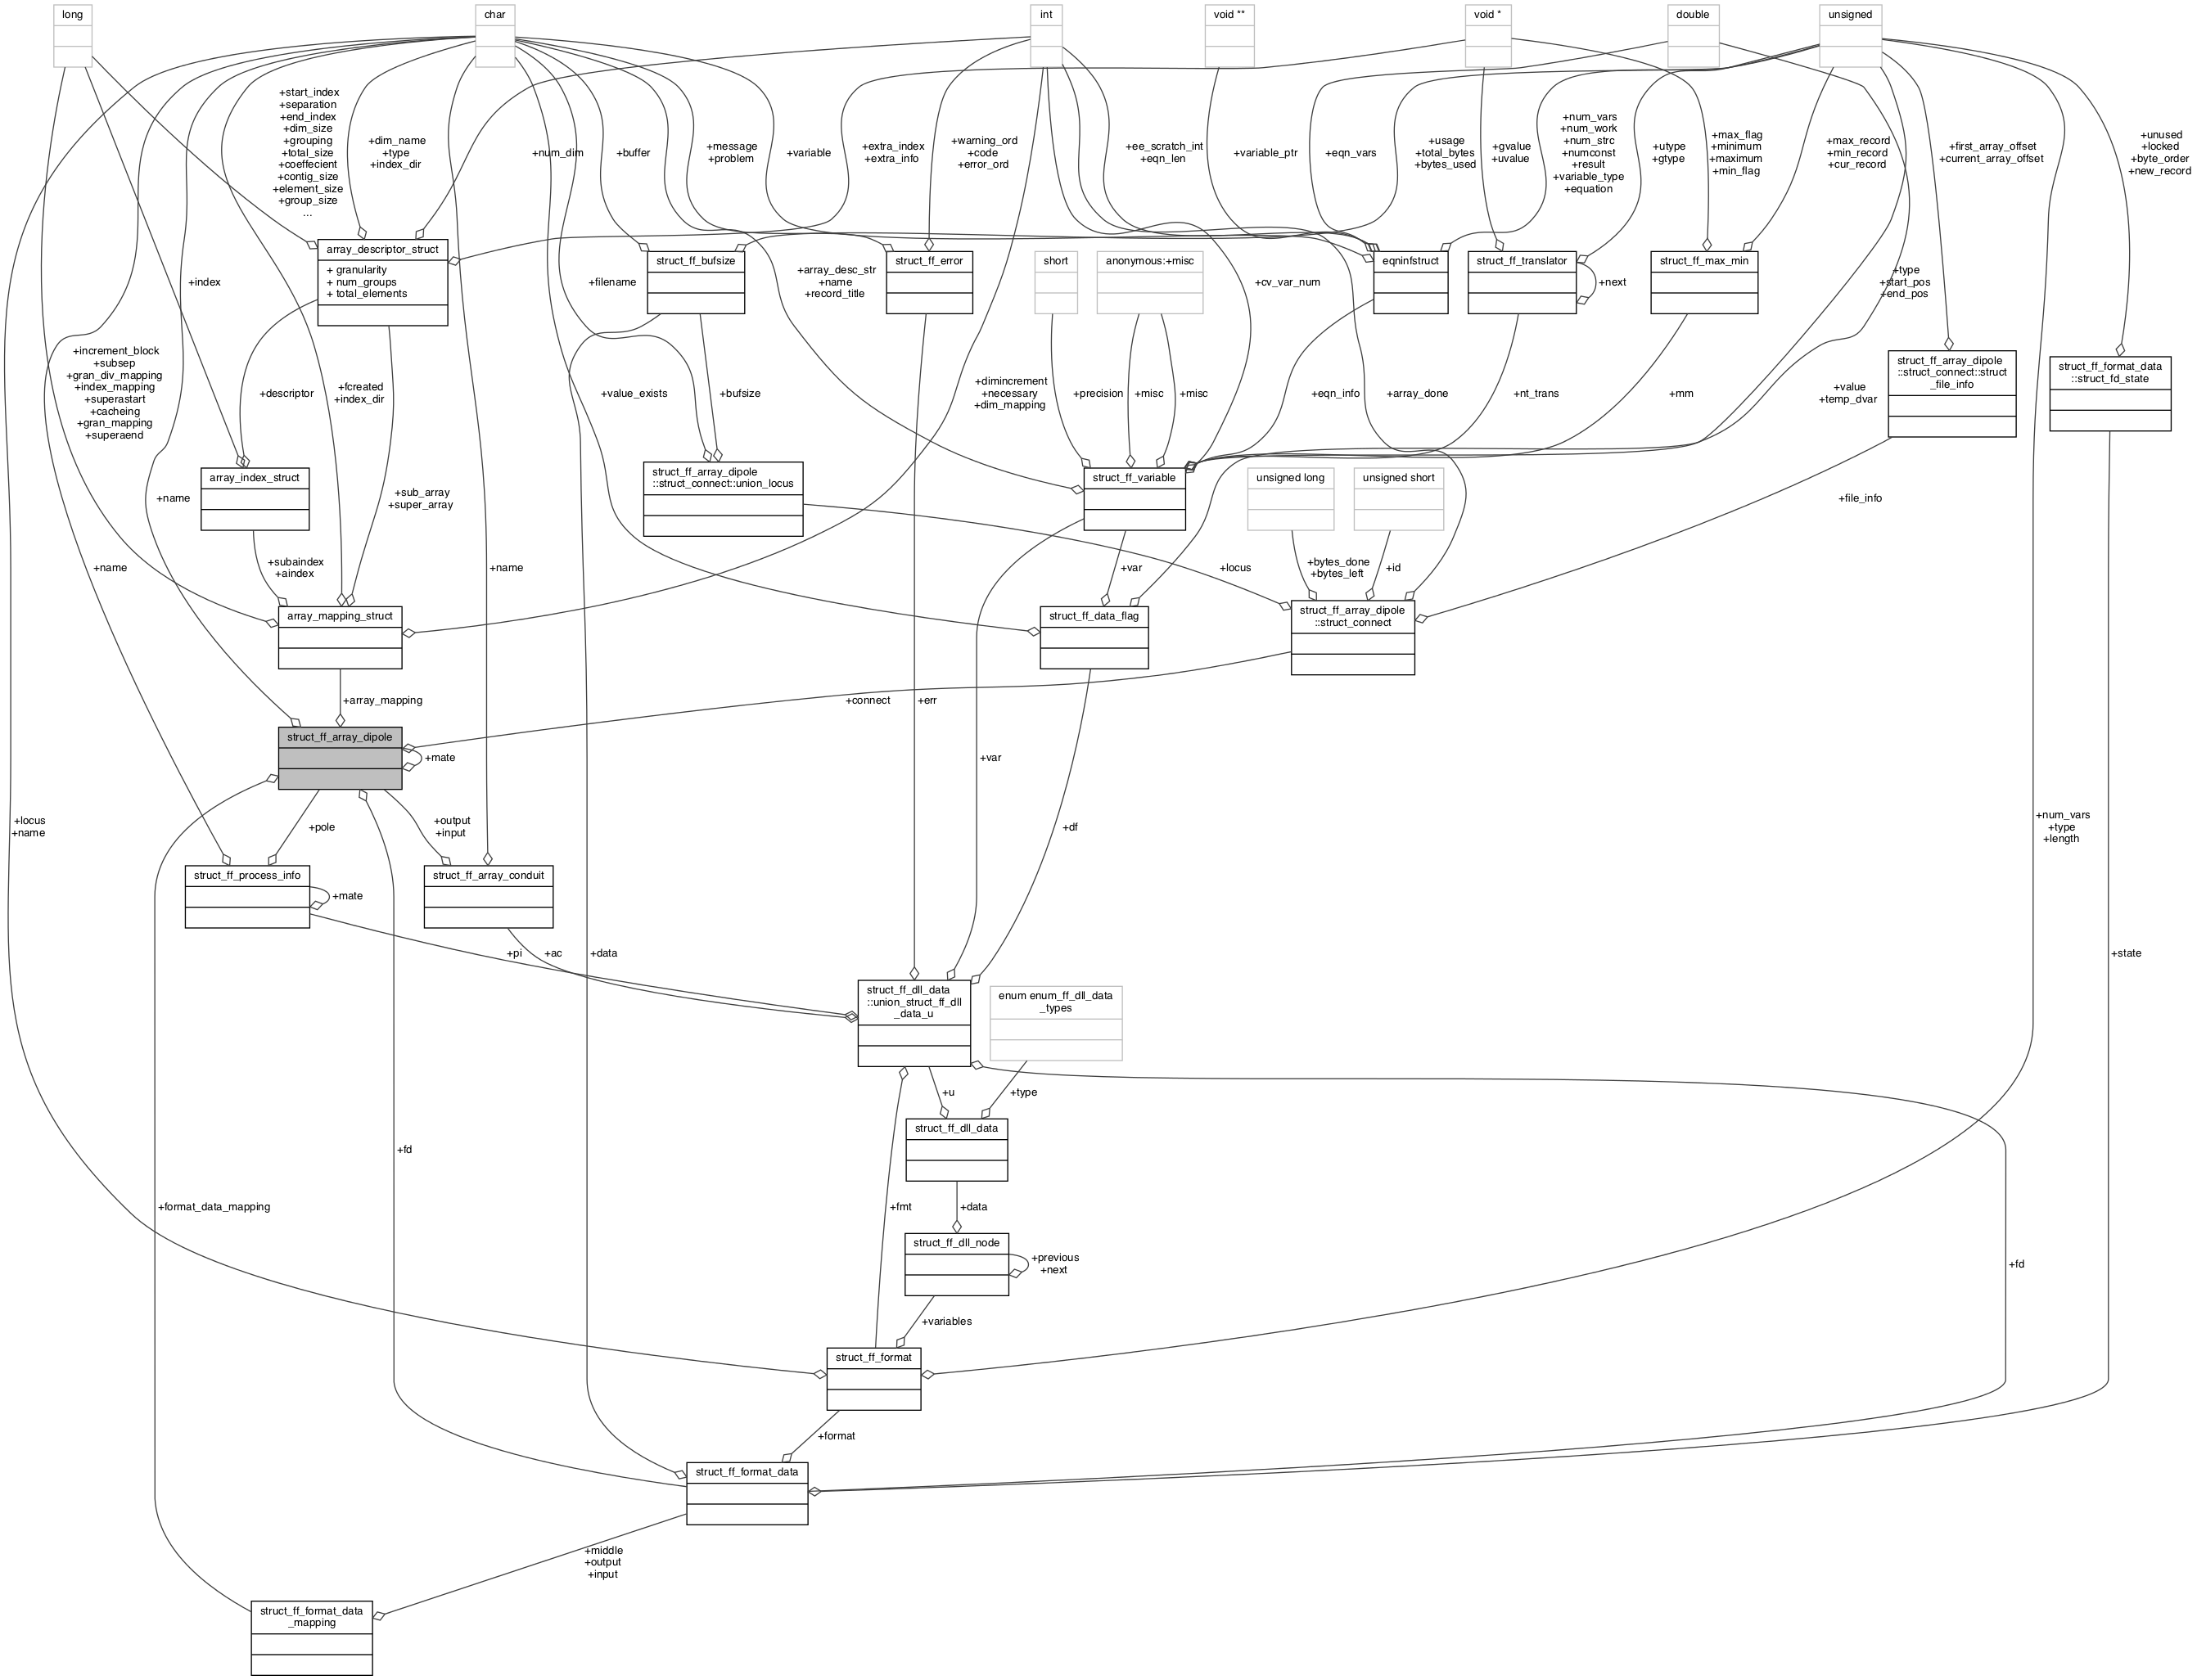 long
char
int
void **
void *
double
unsigned
+start_index
+separation
+end_index
+dim_size
+grouping
+total_size
+coeffecient
+contig_size
+element_size
+group_size
...
+dim_name
+type
+index_dir
+num_dim
+buffer
+message
+problem
+variable
+extra_index
+extra_info
+warning_ord
+code
+error_ord
+ee_scratch_int
+eqn_len
+variable_ptr
+eqn_vars
+usage
+total_bytes
+bytes_used
+gvalue
+uvalue
+num_vars
+num_work
+num_strc
+numconst
+result
+variable_type
+equation
+utype
+gtype
+max_flag
+minimum
+maximum
+min_flag
+max_record
+min_record
+cur_record
+first_array_offset
+current_array_offset
+unused
+locked
+byte_order
+new_record
array_descriptor_struct
+ granularity
+ num_groups
+ total_elements
+index
+filename
struct_ff_bufsize
+array_desc_str
+name
+record_title
struct_ff_error
short
anonymous:+misc
+cv_var_num
eqninfstruct
struct_ff_translator
+next
struct_ff_max_min
+type
+start_pos
+end_pos
struct_ff_array_dipole
::struct_connect::struct
_file_info
struct_ff_format_data
::struct_fd_state
+increment_block
+subsep
+gran_div_mapping
+index_mapping
+superastart
+cacheing
+gran_mapping
+superaend
+descriptor
+fcreated
+index_dir
+value_exists
+bufsize
+dimincrement
+necessary
+dim_mapping
+precision
+misc
+misc
+eqn_info
+array_done
+nt_trans
+mm
+value
+temp_dvar
array_index_struct
+name
+sub_array
+super_array
struct_ff_array_dipole
::struct_connect::union_locus
struct_ff_variable
unsigned long
unsigned short
+file_info
+name
+subaindex
+aindex
+name
+var
+locus
+bytes_done
+bytes_left
+id
array_mapping_struct
struct_ff_data_flag
struct_ff_array_dipole
::struct_connect
+array_mapping
+connect
+err
struct_ff_array_dipole
+mate
+var
+locus
+name
+pole
+output
+input
+df
+num_vars
+type
+length
struct_ff_process_info
+mate
struct_ff_array_conduit
+pi
+ac
+data
+state
struct_ff_dll_data
::union_struct_ff_dll
_data_u
enum enum_ff_dll_data
_types
+u
+type
struct_ff_dll_data
+fd
+format_data_mapping
+fmt
+data
struct_ff_dll_node
+previous
+next
+fd
+variables
struct_ff_format
+format
struct_ff_format_data
+middle
+output
+input
struct_ff_format_data
_mapping